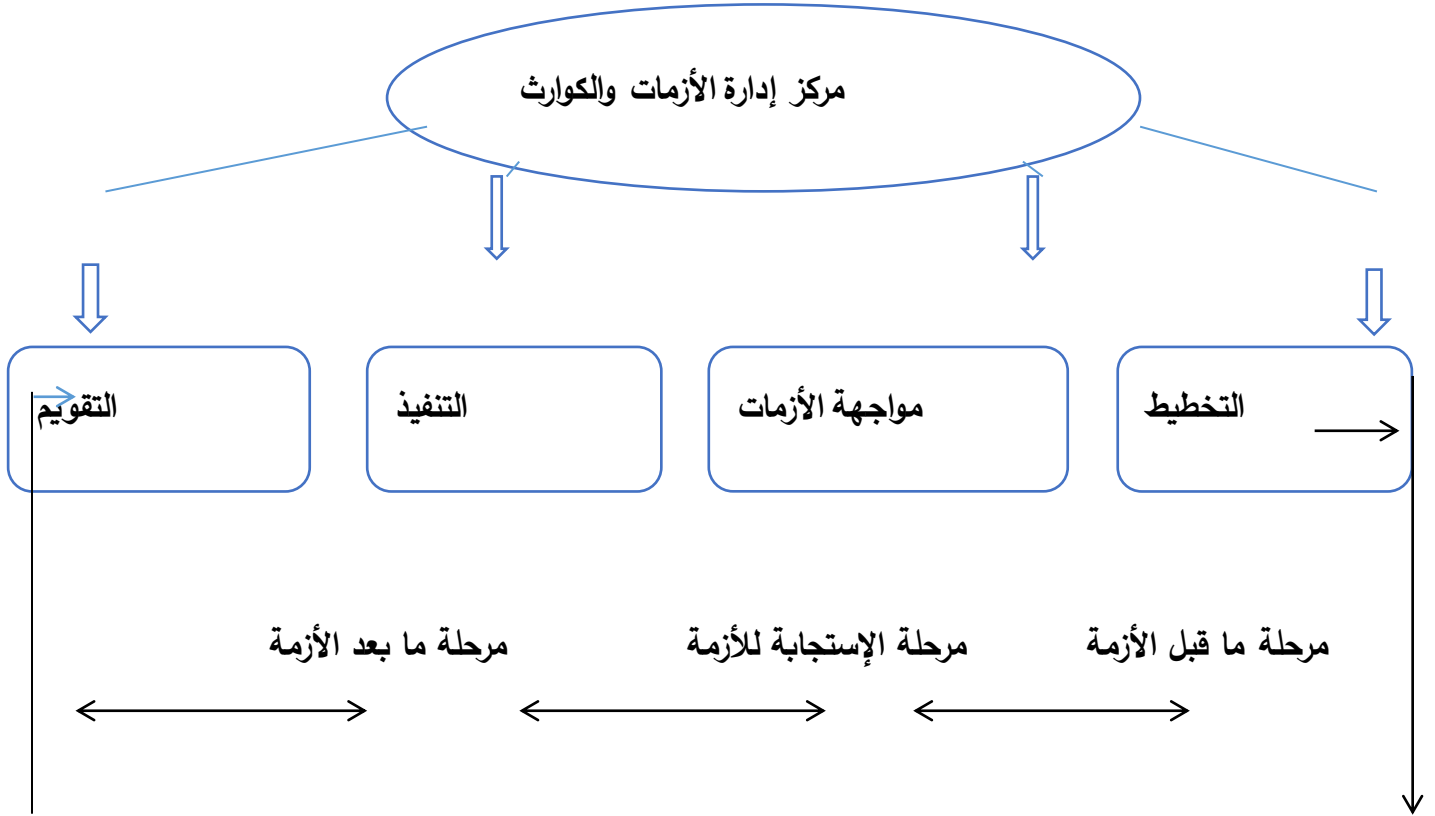 مركز إدارة الأزمات والكوارث
التخطيط
مواجهة الأزمات
التنفيذ
التقويم
مرحلة ما قبل الأزمة
مرحلة الإستجابة للأزمة
مرحلة ما بعد الأزمة